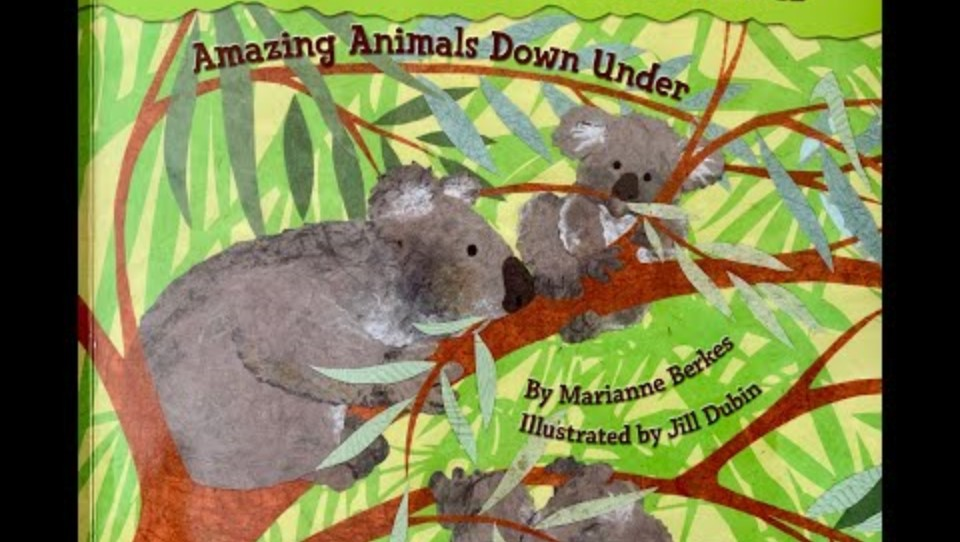 Amazing Animals Down Under
By Marianne Berkes
Illustrated by Jill Dubin